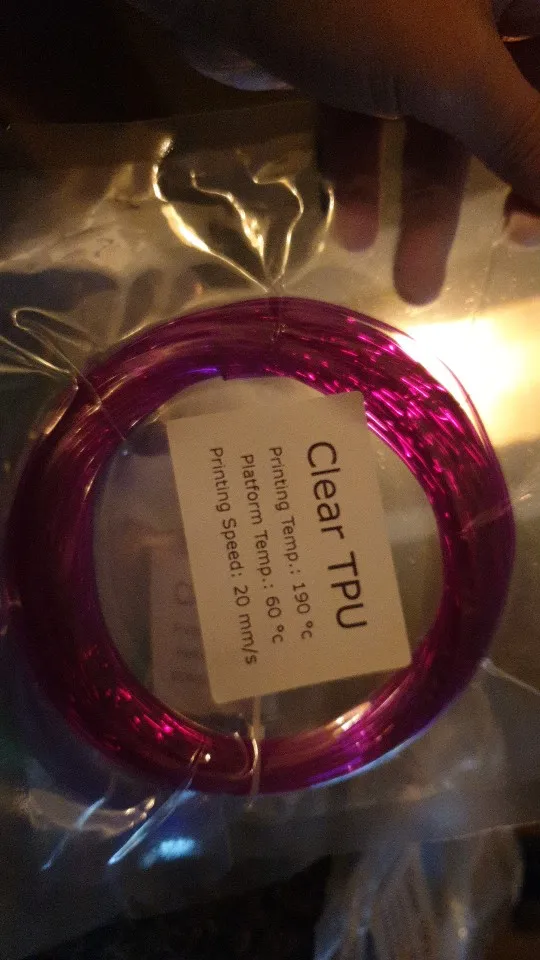 Clear TPU
Printing Temp.: 190 °c
Platform Temp.: 60 °c
Printing Speed: 20 mm/s